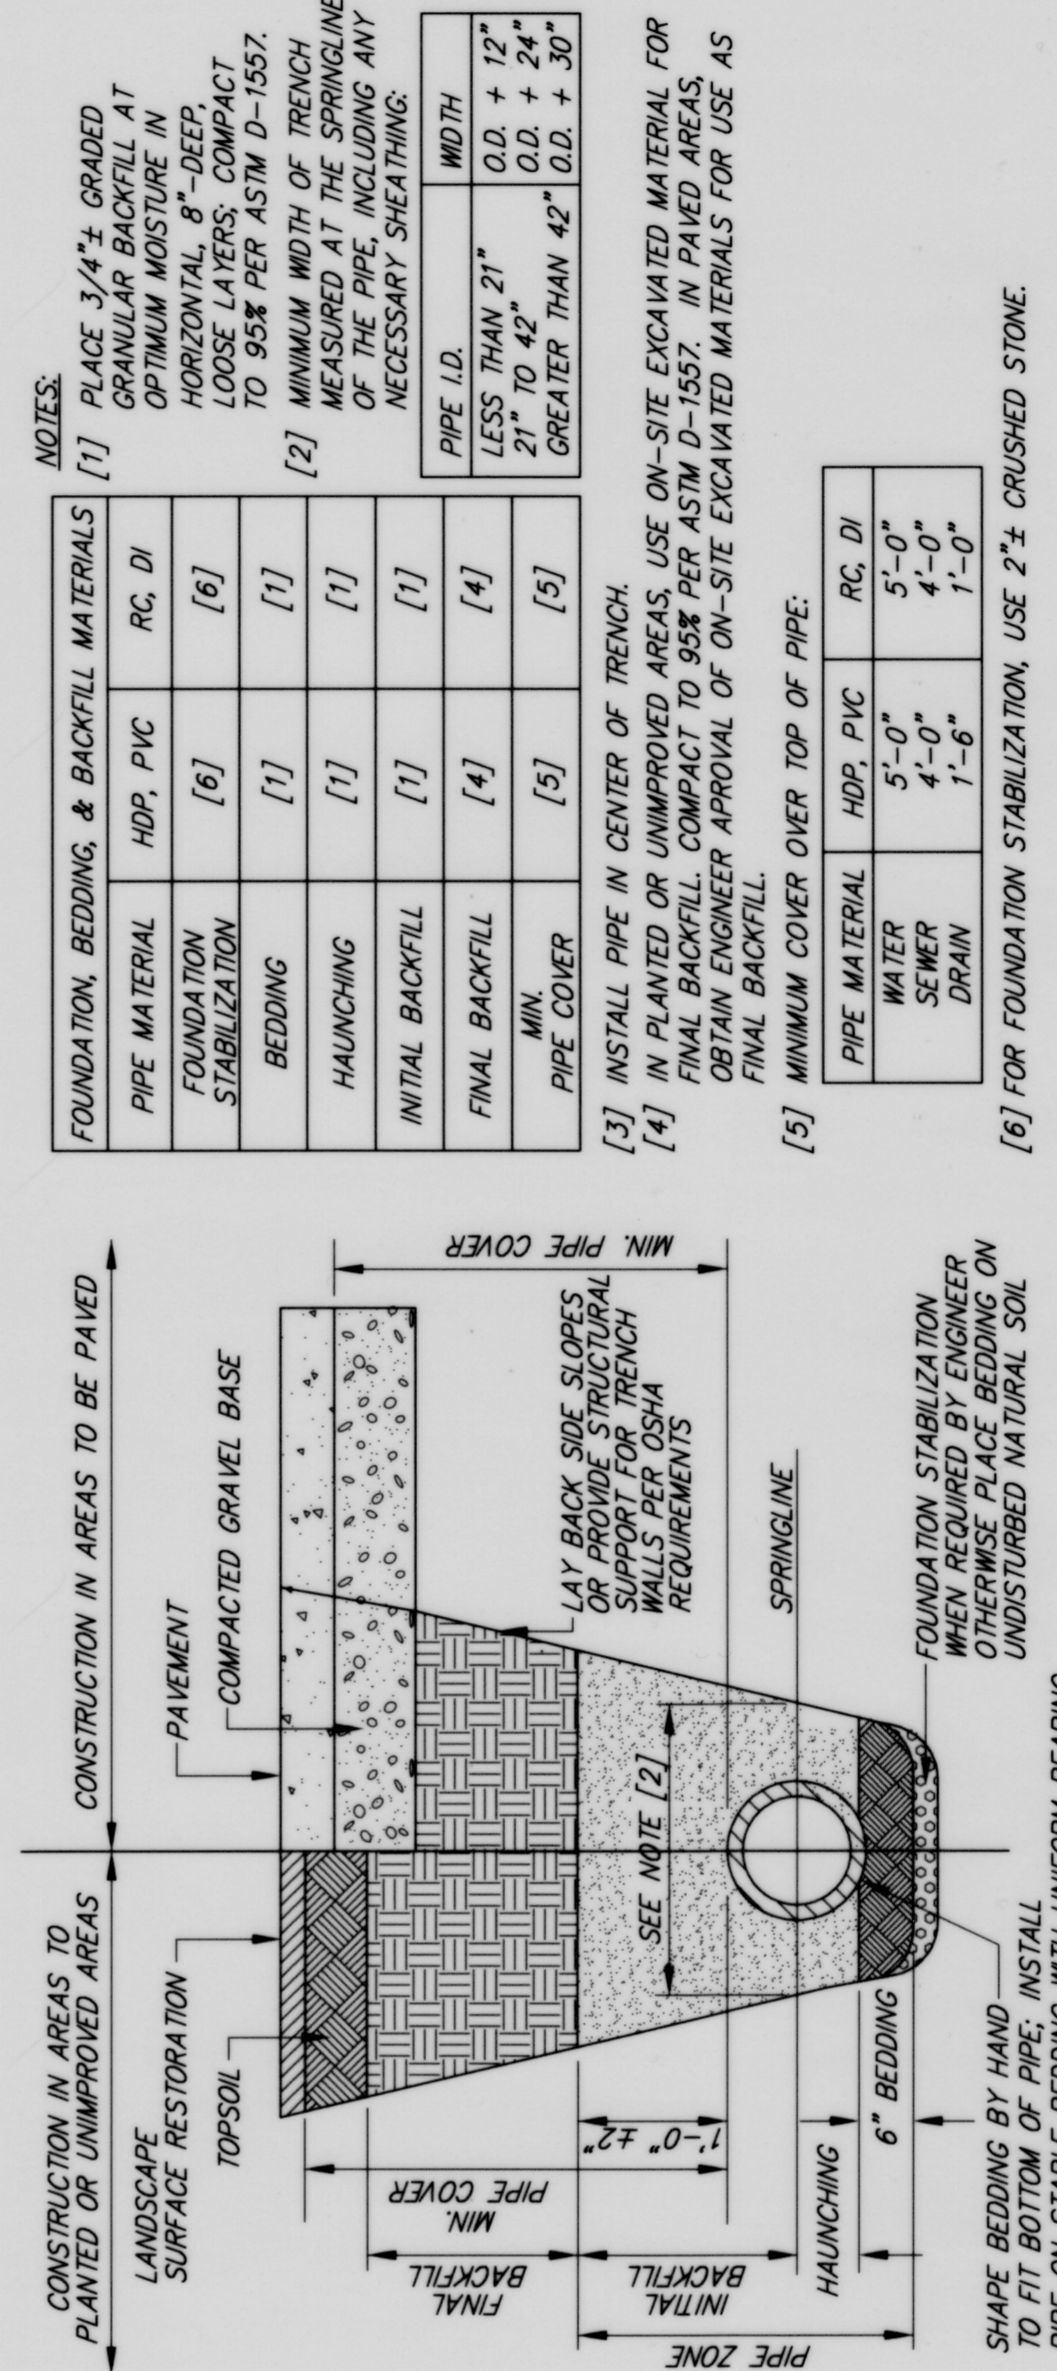 CONSTRUCTION IN AREAS TO
PLANTED OR UNIMPROVED AREAS
CONSTRUCTION IN AREAS TO BE PAVED
LANDSCAPE
SURFACE RESTORATION
TOPSOIL
PAVEMENT
COMPACTED GRAVEL BASE
MIN.
PIPE COVER
FINAL
BACKFILL
1'-0" ±2"
INITIAL
BACKFILL
PIPE ZONE
HAUNCHING
6" BEDDING
SEE NOTE [2]
MIN. PIPE COVER
LAY BACK SIDE SLOPES
OR PROVIDE STRUCTURAL
SUPPORT FOR TRENCH
WALLS PER OSHA
REQUIREMENTS
SPRINGLINE
FOUNDATION STABILIZATION
WHEN REQUIRED BY ENGINEER
OTHERWISE PLACE BEDDING ON
UNDISTURBED NATURAL SOIL
SHAPE BEDDING BY HAND
TO FIT BOTTOM OF PIPE; INSTALL
PIPE ON STABLE BEDDING WITH UNIFORM BEARING
FOUNDATION, BEDDING, & BACKFILL MATERIALS
PIPE MATERIAL HDP, PVC RC, DI
FOUNDATION
STABILIZATION [6] [6]
BEDDING [1] [1]
HAUNCHING [1] [1]
INITIAL BACKFILL [1] [1]
FINAL BACKFILL [4] [4]
MIN.
PIPE COVER [5] [5]
NOTES:
[1] PLACE 3/4"± GRADED
GRANULAR BACKFILL AT
OPTIMUM MOISTURE IN
HORIZONTAL, 8"-DEEP,
LOOSE LAYERS; COMPACT
TO 95% PER ASTM D-1557.
[2] MINIMUM WIDTH OF TRENCH
MEASURED AT THE SPRINGLINE
OF THE PIPE, INCLUDING ANY
NECESSARY SHEATHING:
PIPE I.D. WIDTH
LESS THAN 21" O.D. + 12"
21" TO 42" O.D. + 24"
GREATER THAN 42" O.D. + 30"
[3] INSTALL PIPE IN CENTER OF TRENCH.
[4] IN PLANTED OR UNIMPROVED AREAS, USE ON-SITE EXCAVATED MATERIAL FOR
FINAL BACKFILL. COMPACT TO 95% PER ASTM D-1557. IN PAVED AREAS,
OBTAIN ENGINEER APROVAL OF ON-SITE EXCAVATED MATERIALS FOR USE AS
FINAL BACKFILL.
[5] MINIMUM COVER OVER TOP OF PIPE:
PIPE MATERIAL HDP, PVC RC, DI
WATER 5'-0" 5'-0"
SEWER 4'-0" 4'-0"
DRAIN 1'-6" 1'-0"
[6] FOR FOUNDATION STABILIZATION, USE 2"± CRUSHED STONE.